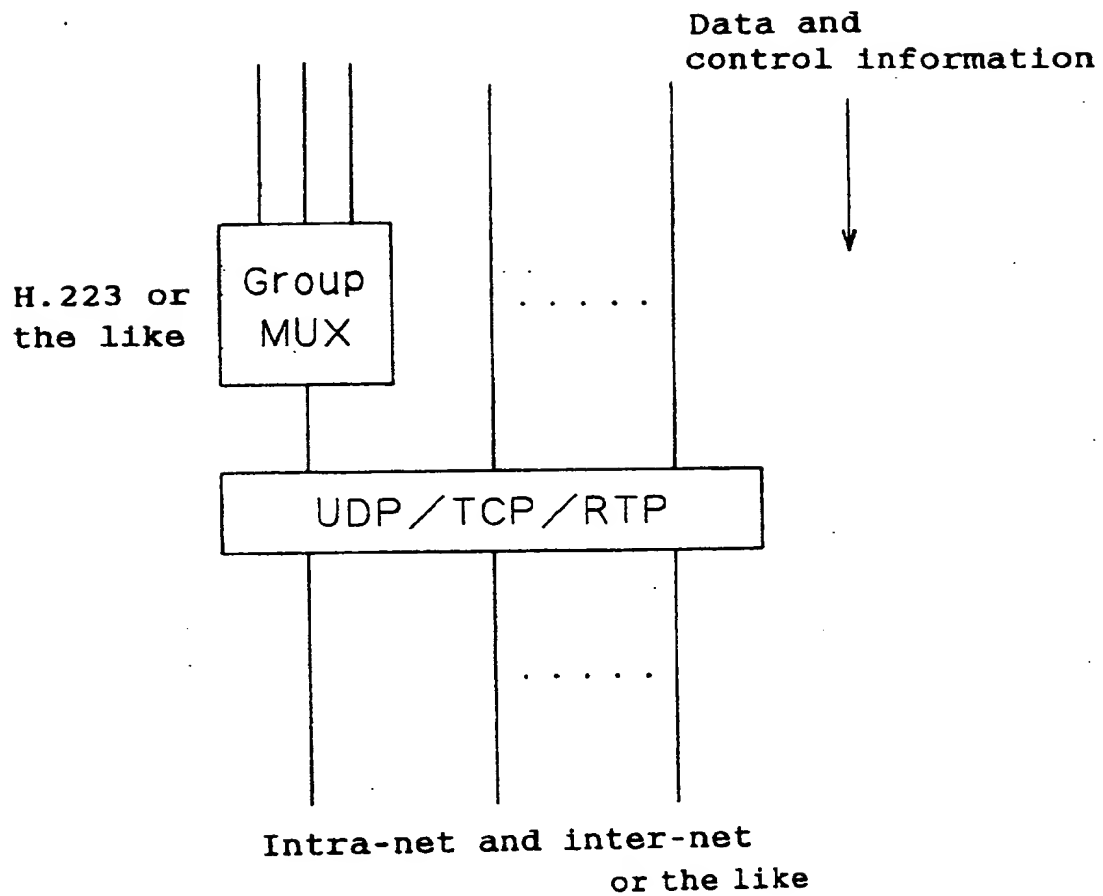 Data and
control information
H.223 or
the like
Group
MUX
. . . . .
UDP/TCP/RTP
. . . . .
Intra-net and inter-net
or the like